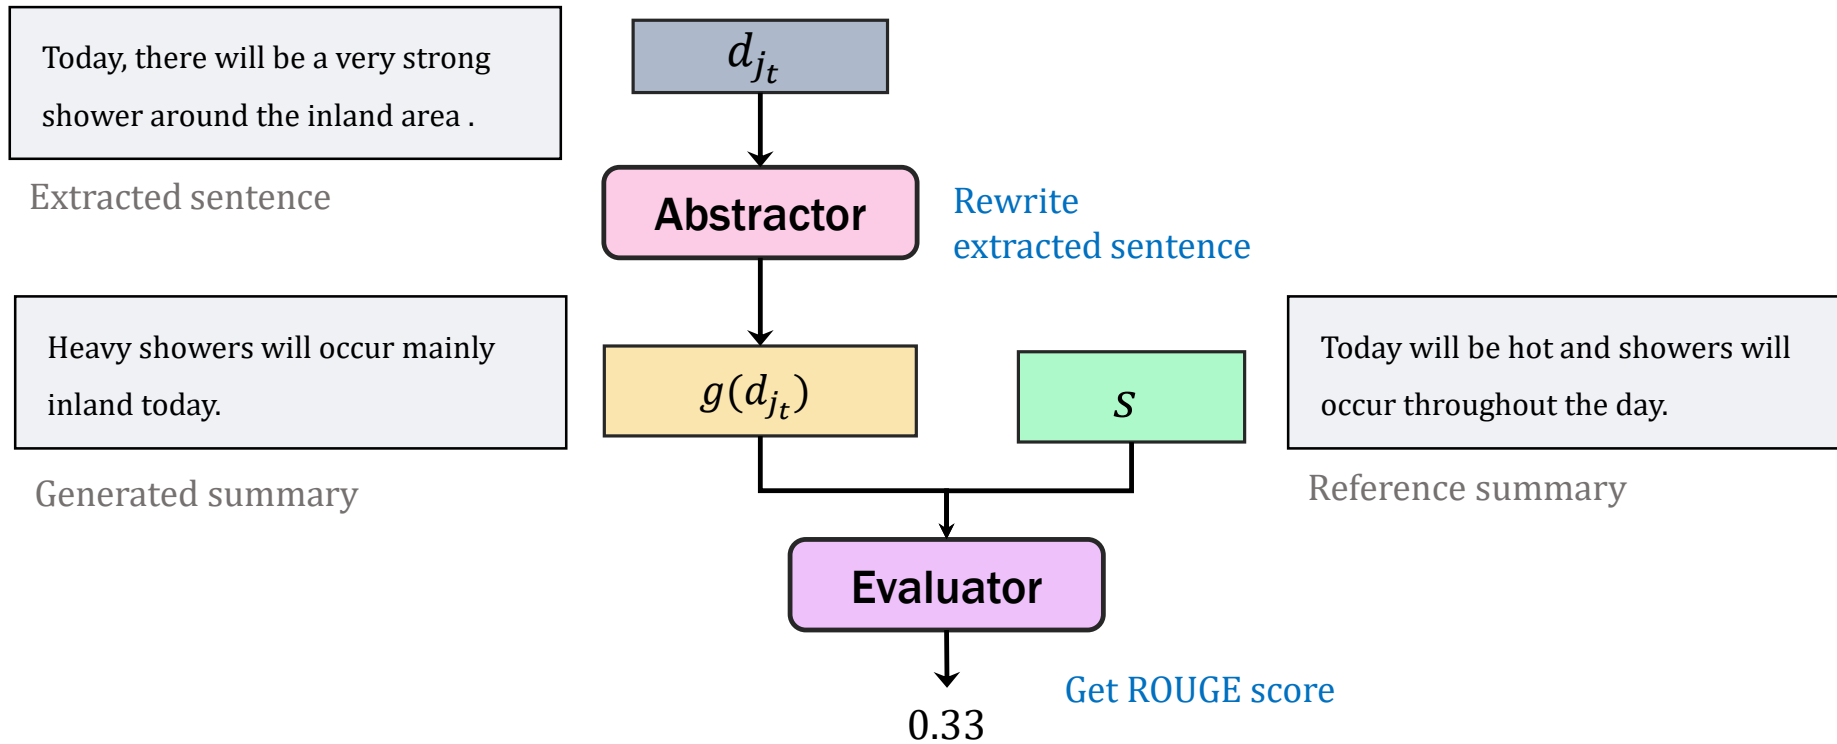 Today, there will be a very strong
shower around the inland area .
Extracted sentence
d_{j_t}
Abstractor
Rewrite
extracted sentence
Heavy showers will occur mainly
inland today.
Generated summary
g(d_{j_t})
s
Today will be hot and showers will
occur throughout the day.
Reference summary
Evaluator
Get ROUGE score
0.33